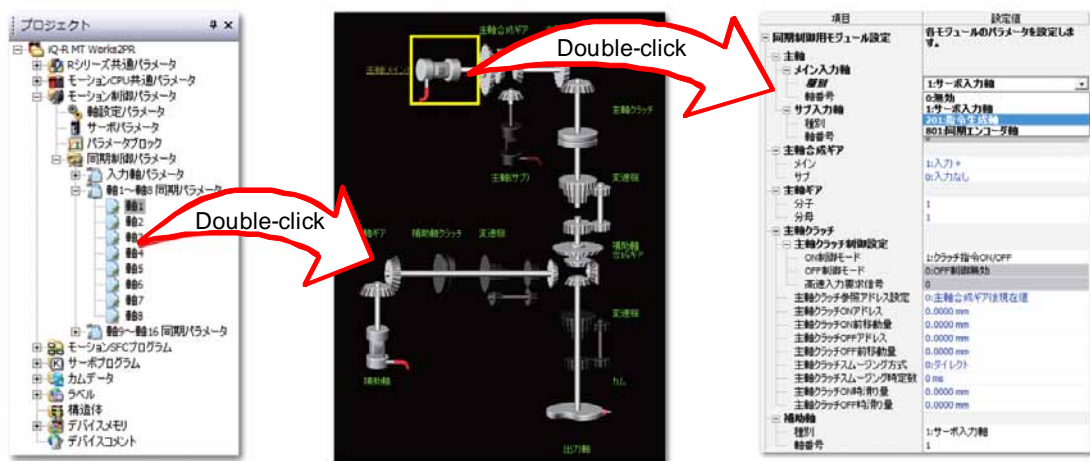 プロジェクト
iQ-R MT Works2PR
Rシリーズ共通パラメータ
モーションCPU共通パラメータ
モーション制御パラメータ
軸設定パラメータ
サーボパラメータ
パラメータブロック
同期制御パラメータ
入力軸パラメータ
軸1～軸8 同期パラメータ
軸1
軸2
軸3
軸4
軸5
軸6
軸7
軸8
軸9～軸16 同期パラメータ
モーションSFCプログラム
サーボプログラム
カムデータ
ラベル
構造体
デバイスメモリ
デバイスコメント
Double-click
主軸合成ギア
主軸メイン
主軸クラッチ
主軸(サブ)
変速機
補助軸クラッチ
変速機
補助軸
合成ギア
変速機
補助軸
カム
出力軸
Double-click
項目 設定値
同期制御用モジュール設定 各モジュールのパラメータを設定します。
主軸
メイン入力軸
種別 1:サーボ入力軸
軸番号 0:無効
1:サーボ入力軸
201:指令生成軸
801:同期エンコーダ軸
サブ入力軸
種別
軸番号
主軸合成ギア
メイン 1:入力+
サブ 0:入力なし
主軸ギア
分子 1
分母 1
主軸クラッチ
主軸クラッチ制御設定
ON制御モード 1:クラッチ指令ON/OFF
OFF制御モード 0:OFF制御無効
高速入力要求信号 0
主軸クラッチ参照アドレス設定 0:主軸合成ギア後現在値
主軸クラッチONアドレス 0.0000 mm
主軸クラッチON前移動量 0.0000 mm
主軸クラッチOFFアドレス 0.0000 mm
主軸クラッチOFF前移動量 0.0000 mm
主軸クラッチスムージング方式 0:ダイレクト
主軸クラッチスムージング時定数 0 ms
主軸クラッチON時滑り量 0.0000 mm
主軸クラッチOFF時滑り量 0.0000 mm
補助軸
種別 1:サーボ入力軸
軸番号 1